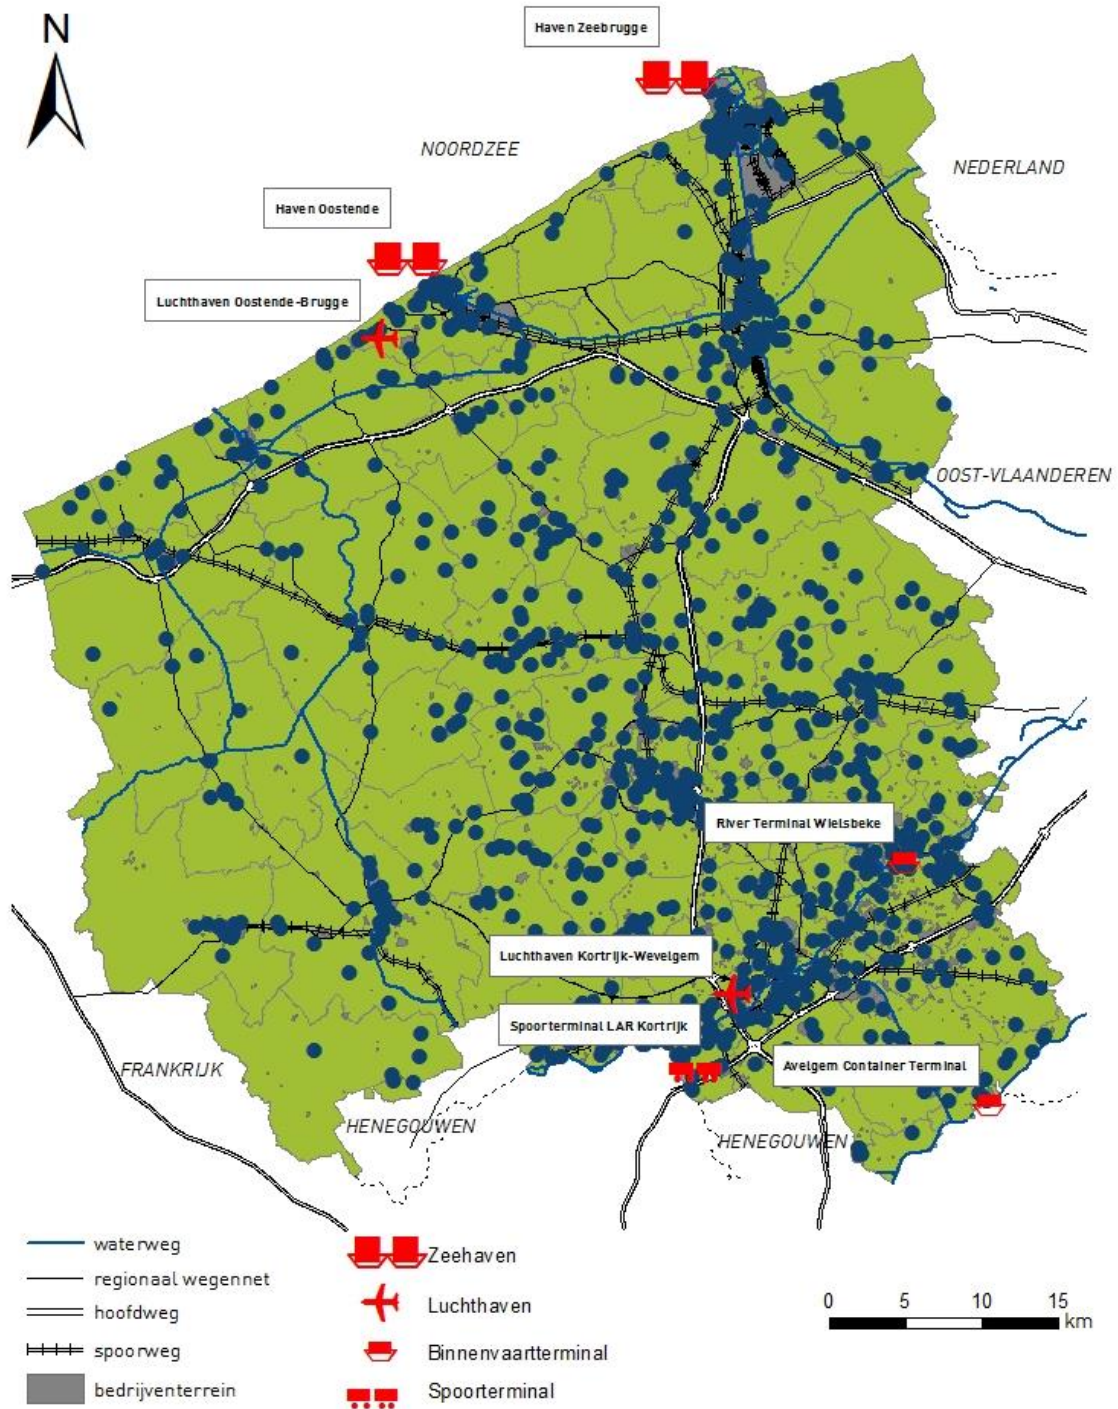 N
Haven Zeebrugge
NOORDZEE
NEDERLAND
Haven Oostende
Luchthaven Oostende-Brugge
OOST-VLAANDEREN
River Terminal Wielsbeke
Luchthaven Kortrijk-Wevelgem
Spoorterminal LAR Kortrijk
Avelgem Container Terminal
FRANKRIJK
HENEGOUWEN
HENEGOUWEN
waterweg
regionaal wegennet
hoofdweg
spoorweg
bedrijventerrein
Zeehaven
Luchthaven
Binnenvaartterminal
Spoorterminal
0 5 10 15
km